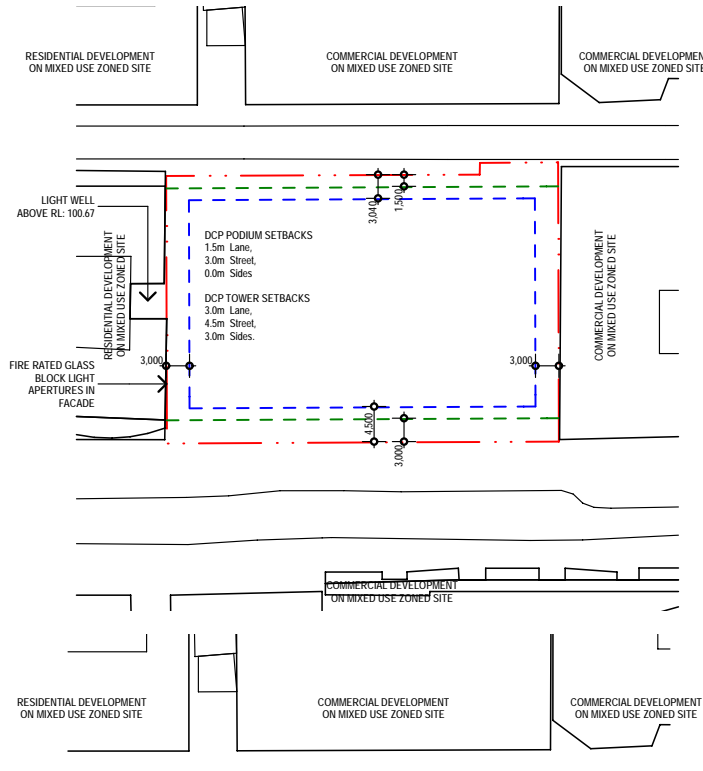 RESIDENTIAL DEVELOPMENT
ON MIXED USE ZONED SITE
COMMERCIAL DEVELOPMENT
ON MIXED USE ZONED SITE
COMMERCIAL DEVELOPMEN
ON MIXED USE ZONED SITE
LIGHT WELL
ABOVE RL: 100.67
RESIDENTIAL DEVELOPMENT
ON MIXED USE ZONED SITE
3,040
1,500
DCP PODIUM SETBACKS
1.5m Lane,
3.0m Street,
0.0m Sides
DCP TOWER SETBACKS
3.0m Lane,
4.5m Street,
3.0m Sides.
COMMERCIAL DEVELOPMENT
ON MIXED USE ZONED SITE
3,000
3,000
FIRE RATED GLASS
BLOCK LIGHT
APERTURES IN
FACADE
4,500
3,000
COMMERCIAL DEVELOPMENT
ON MIXED USE ZONED SITE
RESIDENTIAL DEVELOPMENT
ON MIXED USE ZONED SITE
COMMERCIAL DEVELOPMENT
ON MIXED USE ZONED SITE
COMMERCIAL DEVELOPMENT
ON MIXED USE ZONED SITE